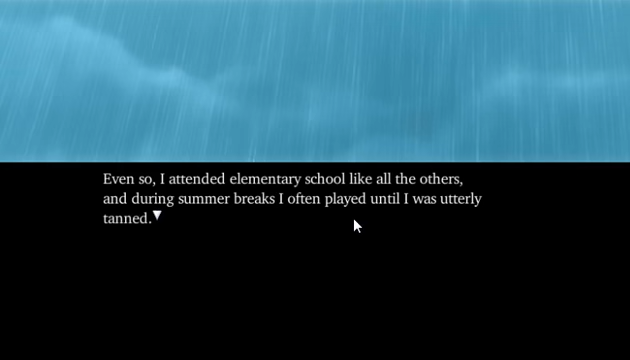 Even so, I attended elementary school like all the others,
and during summer breaks I often played until I was utterly
tanned.